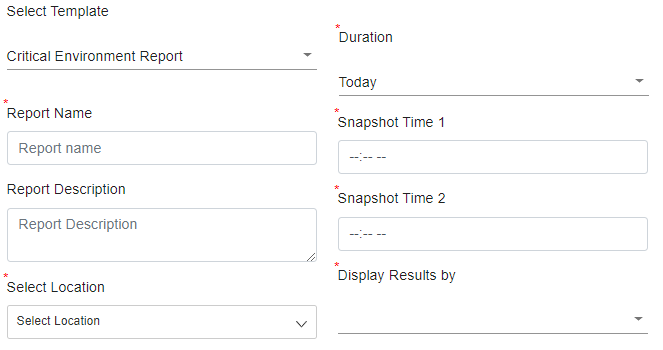 Select Template
Critical Environment Report
* Report Name
Report name
Report Description
Report Description
* Select Location
Select Location
* Duration
Today
* Snapshot Time 1
--:-- --
* Snapshot Time 2
--:-- --
* Display Results by